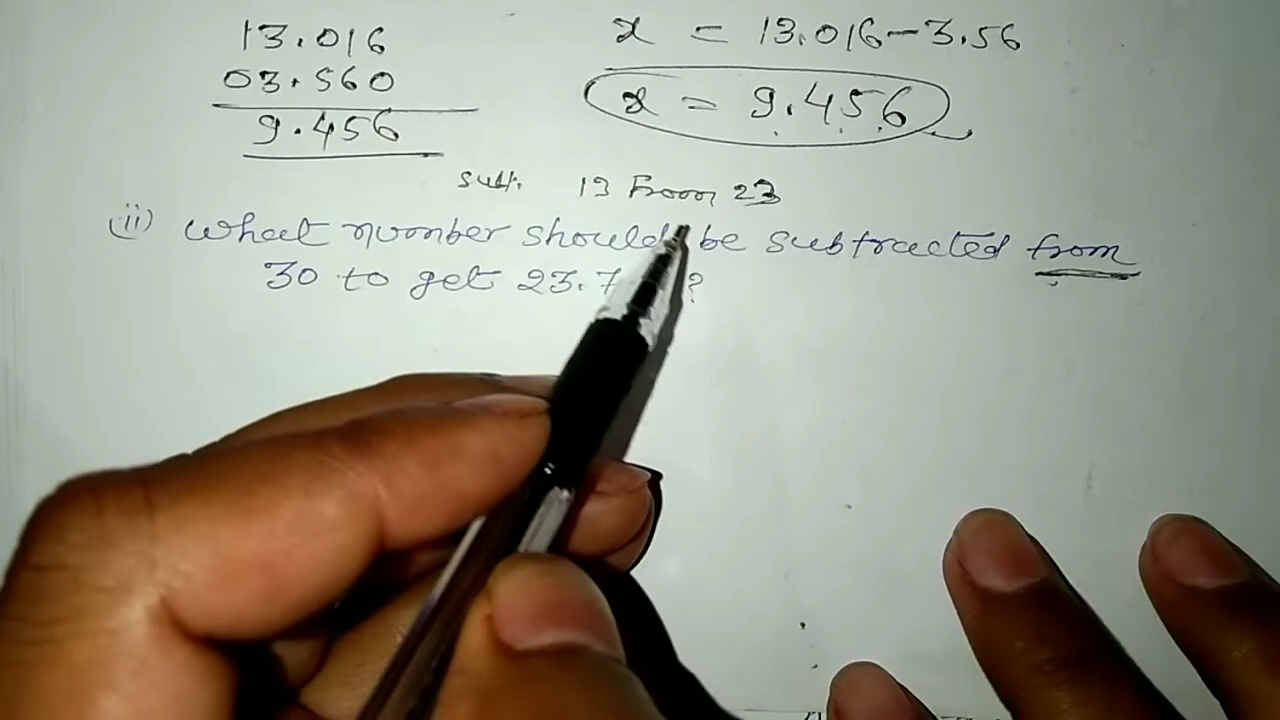 13.016
03.560
9.456
x = 13.016-3.56
x = 9.456
13 From 23
(ii) What number should be subtracted from
30 to get 23.7 ?